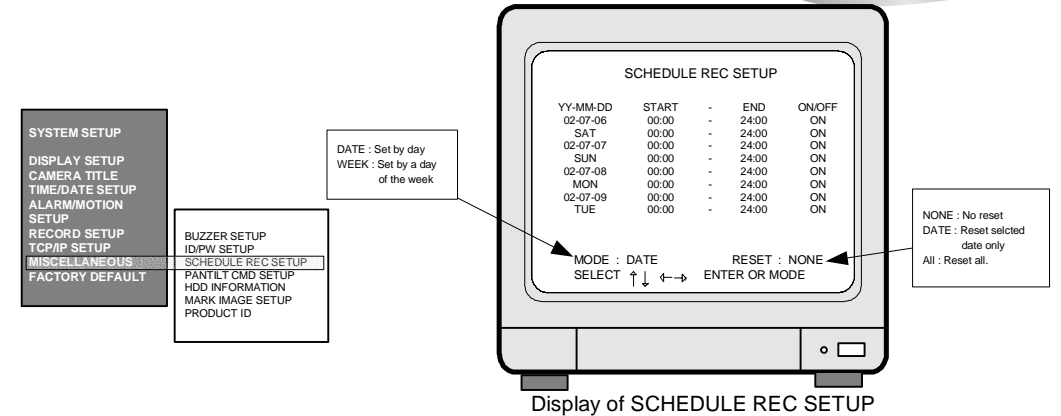 SYSTEM SETUP
DISPLAY SETUP
CAMERA TITLE
TIME/DATE SETUP
ALARM/MOTION
SETUP
RECORD SETUP
TCP/IP SETUP
MISCELLANEOUS
FACTORY DEFAULT
BUZZER SETUP
ID/PW SETUP
SCHEDULE REC SETUP
PANTILT CMD SETUP
HDD INFORMATION
MARK IMAGE SETUP
PRODUCT ID
DATE : Set by day
WEEK : Set by a day
of the week
SCHEDULE REC SETUP
YY-MM-DD START - END ON/OFF
02-07-06 00:00 - 24:00 ON
SAT 00:00 - 24:00 ON
02-07-07 00:00 - 24:00 ON
SUN 00:00 - 24:00 ON
02-07-08 00:00 - 24:00 ON
MON 00:00 - 24:00 ON
02-07-09 00:00 - 24:00 ON
TUE 00:00 - 24:00 ON
MODE : DATE RESET : NONE
SELECT ↑↓ ←→ ENTER OR MODE
NONE : No reset
DATE : Reset selcted
date only
All : Reset all.
Display of SCHEDULE REC SETUP